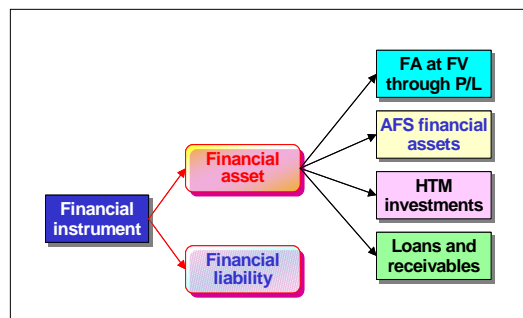 FA at FV
through P/L
AFS financial
assets
Financial
asset
HTM
investments
Financial
instrument
Financial
liability
Loans and
receivables